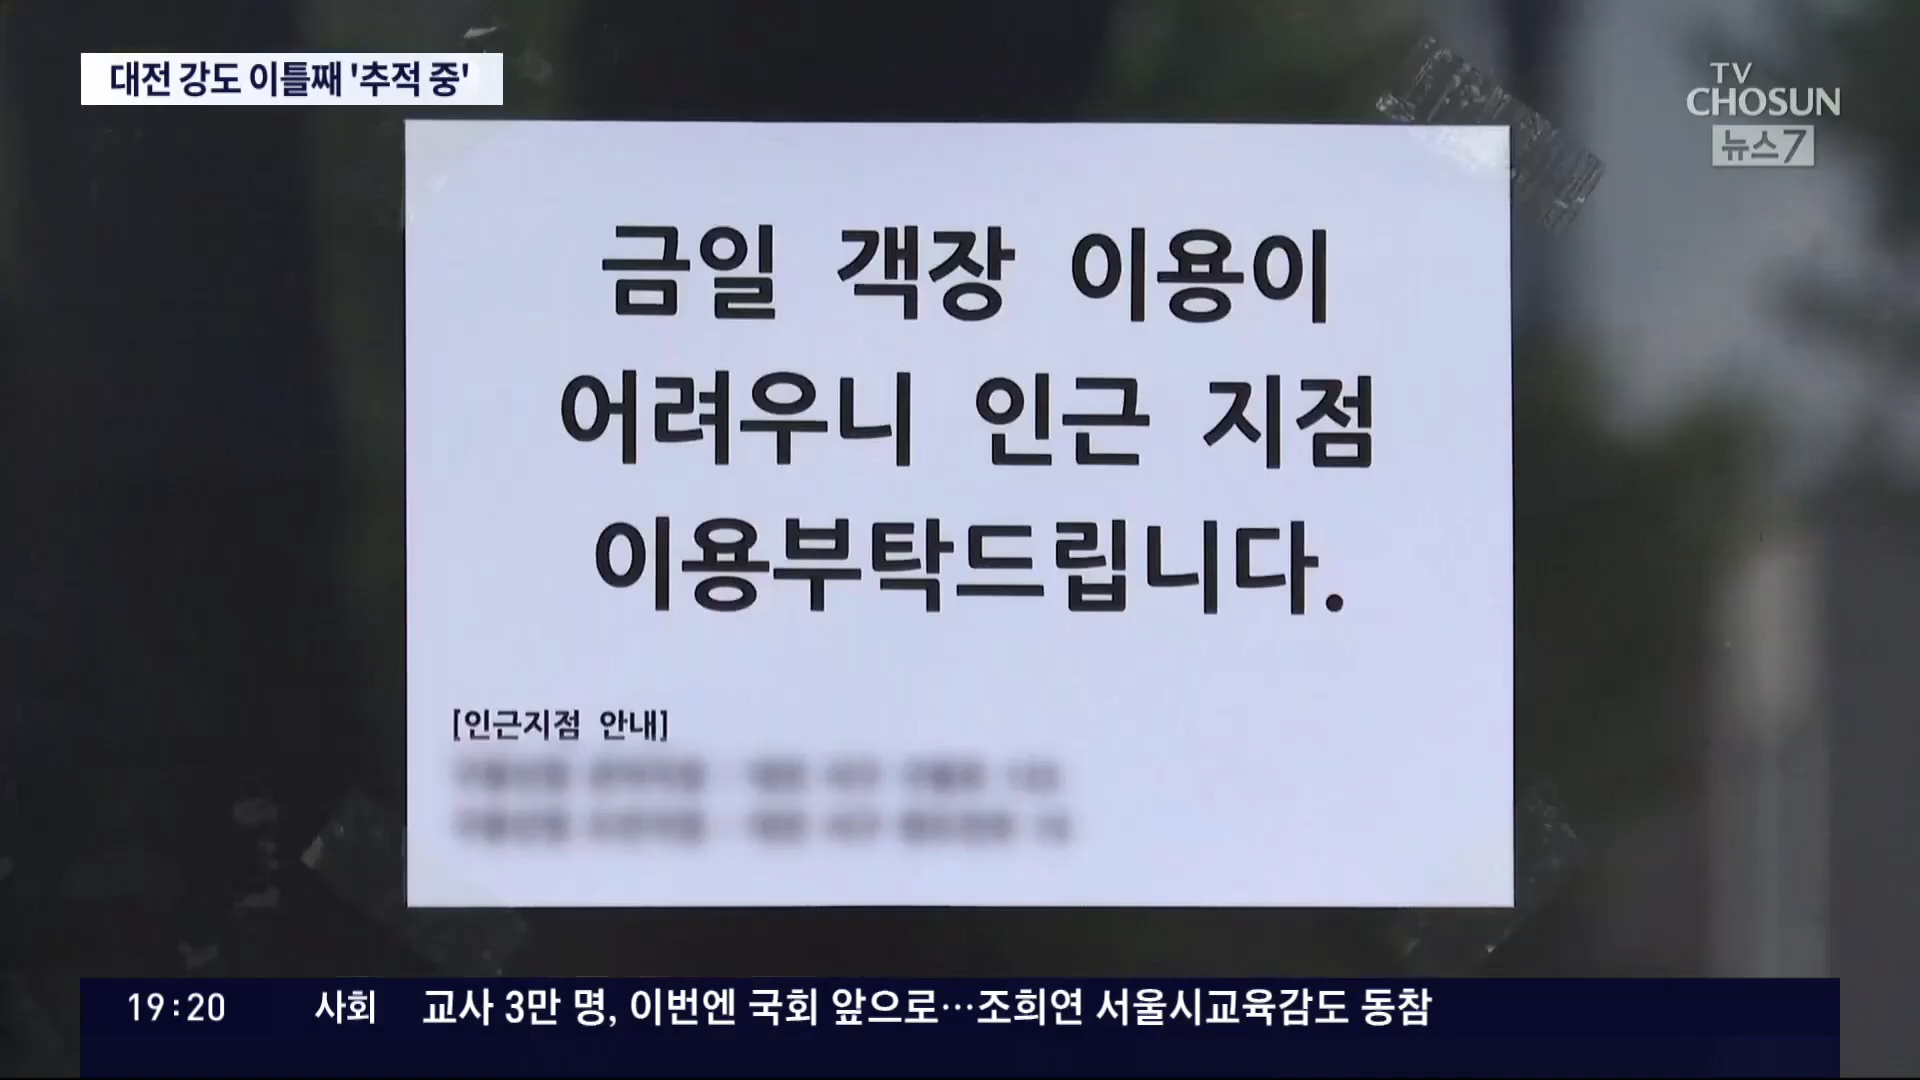 대전 강도 이틀째 '추적 중'
TV
CHOSUN
뉴스7
금일 객장 이용이
어려우니 인근 지점
이용부탁드립니다.
[인근지점 안내]
19:20 사회 교사 3만 명, 이번엔 국회 앞으로…조희연 서울시교육감도 동참